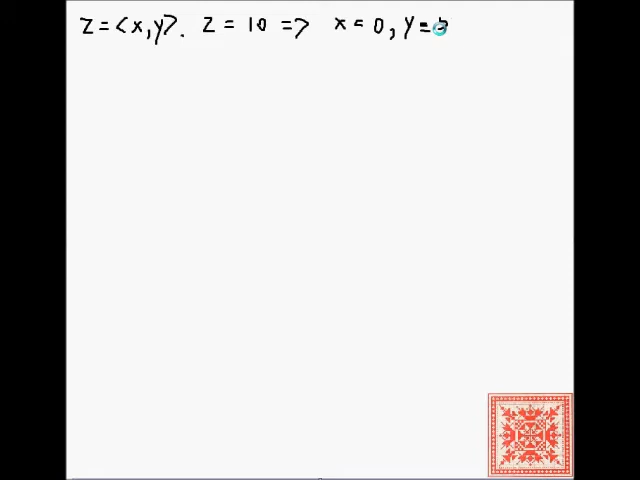 z = <x, y>. z = 10 => x = 0, y =